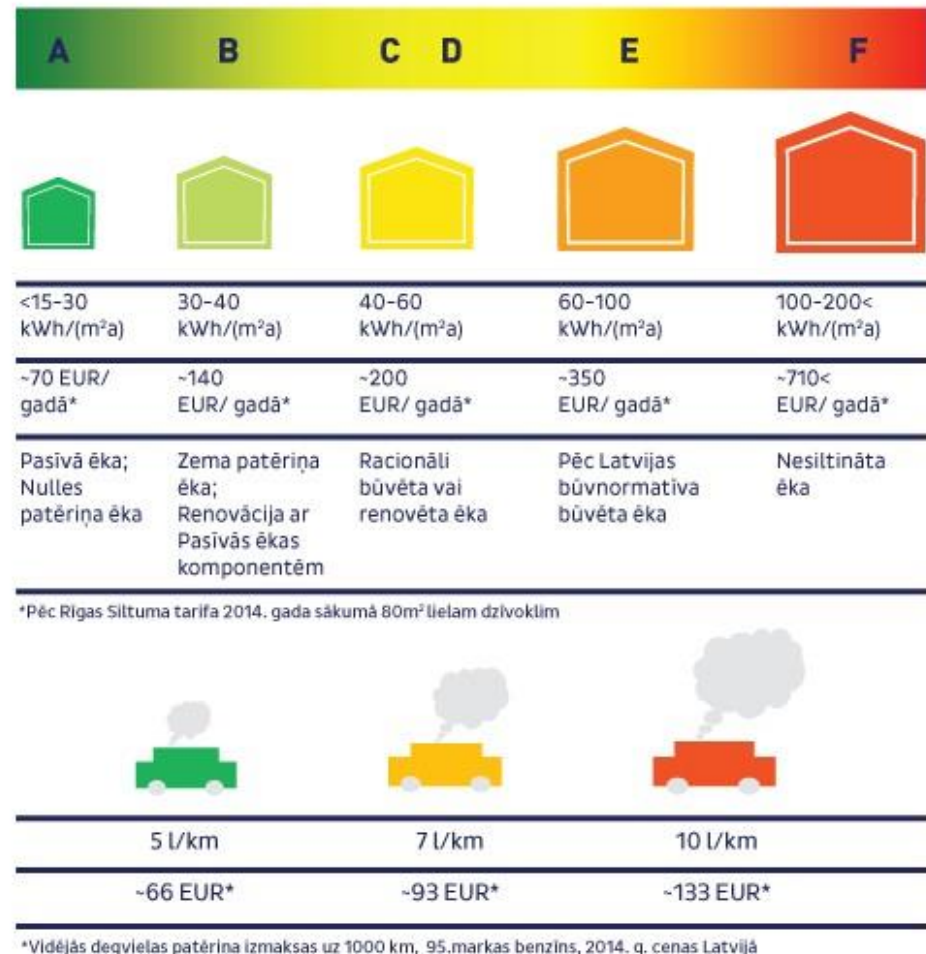 A B C D E F
<15-30 30-40 40-60 60-100 100-200<
kWh/(m²a) kWh/(m²a) kWh/(m²a) kWh/(m²a) kWh/(m²a)
~70 EUR/ ~140 ~200 ~350 ~710<
gadā* EUR/ gadā* EUR/ gadā* EUR/ gadā* EUR/ gadā*
Pasīvā ēka; Zema patēriņa Racionāli Pēc Latvijas Nesiltināta
Nulles ēka; būvēta vai būvnormatīva ēka
patēriņa ēka Renovācija ar renovēta ēka būvēta ēka
Pasīvās ēkas
komponentēm
*Pēc Rīgas Siltuma tarifa 2014. gada sākumā 80m² lielam dzīvoklim
5 l/km 7 l/km 10 l/km
~66 EUR* ~93 EUR* ~133 EUR*
*Vidējās degvielas patēriņa izmaksas uz 1000 km, 95.markas benzīns, 2014. g. cenas Latvijā